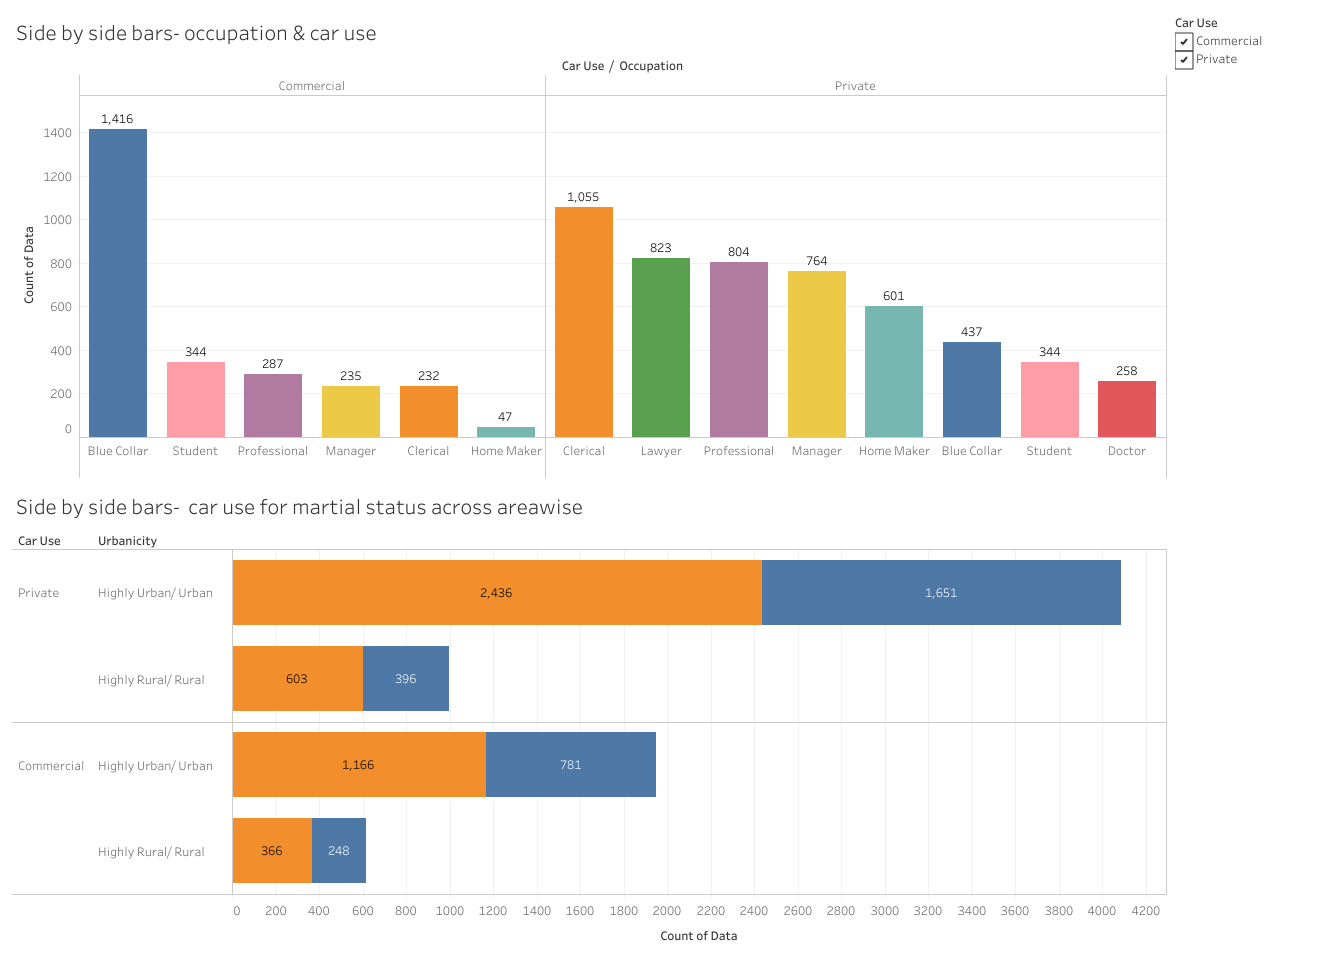 Side by side bars- occupation & car use
Car Use
Commercial
Private
Car Use / Occupation
Commercial
Private
Count of Data
1400
1200
1000
800
600
400
200
0
1,416
344
287
235
232
47
1,055
823
804
764
601
437
344
258
Blue Collar Student Professional Manager Clerical Home Maker Clerical Lawyer Professional Manager Home Maker Blue Collar Student Doctor
Side by side bars-  car use for martial status across areawise
Car Use Urbanicity
Private Highly Urban/ Urban 2,436 1,651
Highly Rural/ Rural 603 396
Commercial Highly Urban/ Urban 1,166 781
Highly Rural/ Rural 366 248
0 200 400 600 800 1000 1200 1400 1600 1800 2000 2200 2400 2600 2800 3000 3200 3400 3600 3800 4000 4200
Count of Data